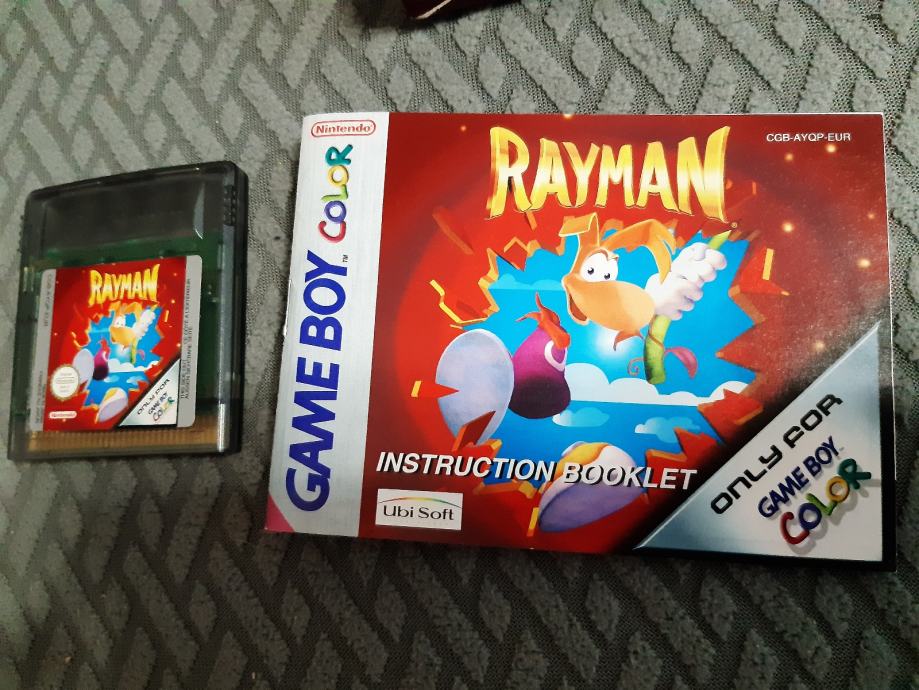 RAYMAN
Nintendo
ONLY FOR
GAME BOY
COLOR
Nintendo
GAME BOY COLOR™
CGB-AYQP-EUR
RAYMAN
INSTRUCTION BOOKLET
Ubi Soft
ONLY FOR
GAME BOY
COLOR